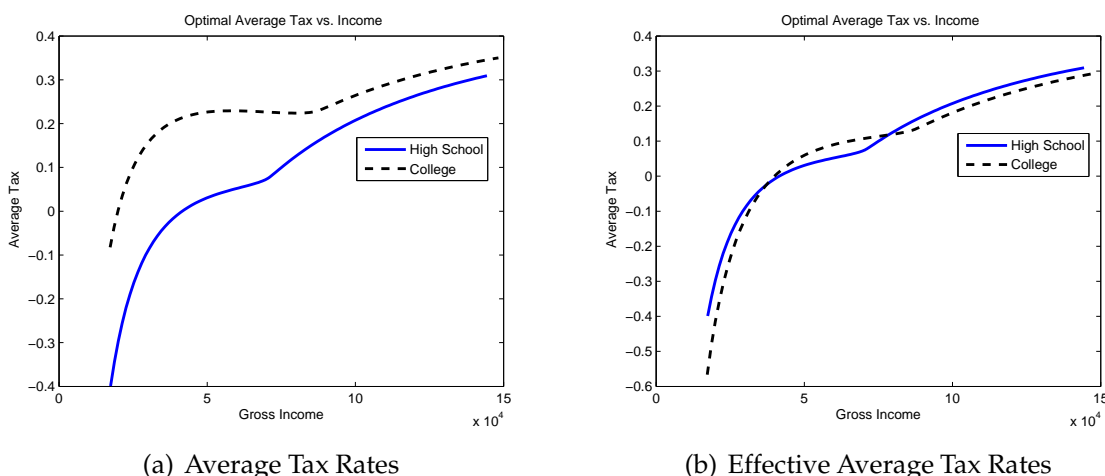 Optimal Average Tax vs. Income
0.4
0.3
0.2
0.1
0
−0.1
−0.2
−0.3
−0.4
Average Tax
High School
College
0
5
10
15
x 10^4
Gross Income
(a) Average Tax Rates
Optimal Average Tax vs. Income
0.4
0.3
0.2
0.1
0
−0.1
−0.2
−0.3
−0.4
−0.5
−0.6
Average Tax
High School
College
0
5
10
15
x 10^4
Gross Income
(b) Effective Average Tax Rates